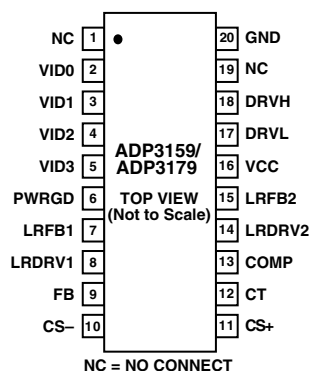 NC 1 20 GND
VID0 2 19 NC
VID1 3 18 DRVH
VID2 4 17 DRVL
VID3 5 16 VCC
PWRGD 6 15 LRFB2
LRFB1 7 14 LRDRV2
LRDRV1 8 13 COMP
FB 9 12 CT
CS– 10 11 CS+
ADP3159/
ADP3179
TOP VIEW
(Not to Scale)
NC = NO CONNECT